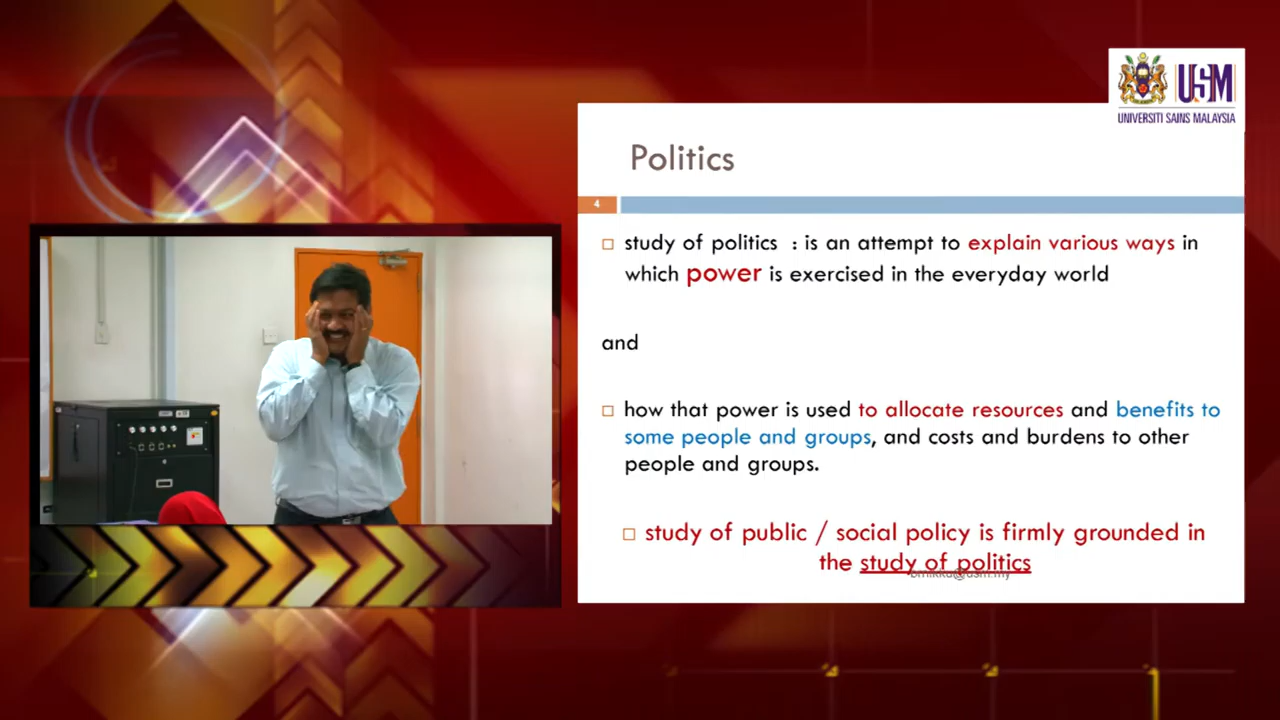 USM
UNIVERSITI SAINS MALAYSIA
Politics
4
study of politics : is an attempt to explain various ways in
which power is exercised in the everyday world
and
how that power is used to allocate resources and benefits to
some people and groups, and costs and burdens to other
people and groups.
study of public / social policy is firmly grounded in
the study of politics